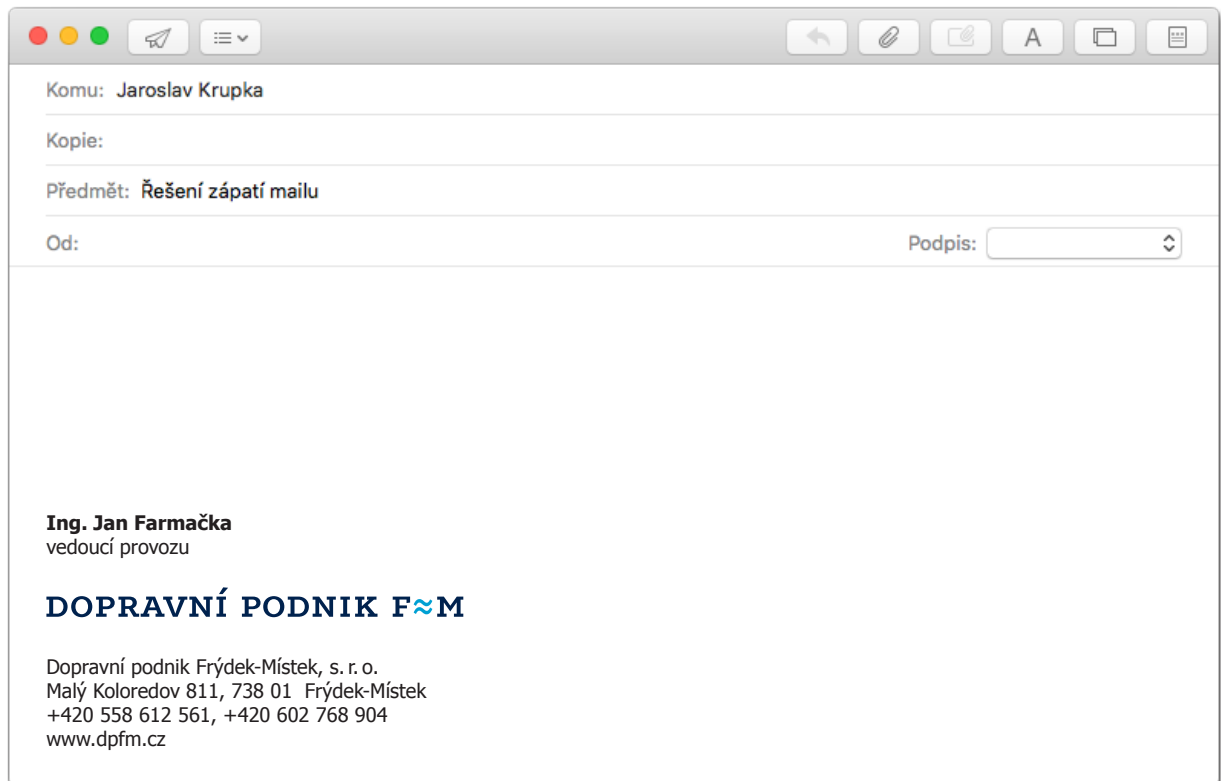 Komu: Jaroslav Krupka
Kopie:
Předmět: Řešení zápatí mailu
Od: Podpis:
Ing. Jan Farmačka
vedoucí provozu
DOPRAVNÍ PODNIK F≈M
Dopravní podnik Frýdek-Místek, s. r. o.
Malý Koloredov 811, 738 01 Frýdek-Místek
+420 558 612 561, +420 602 768 904
www.dpfm.cz